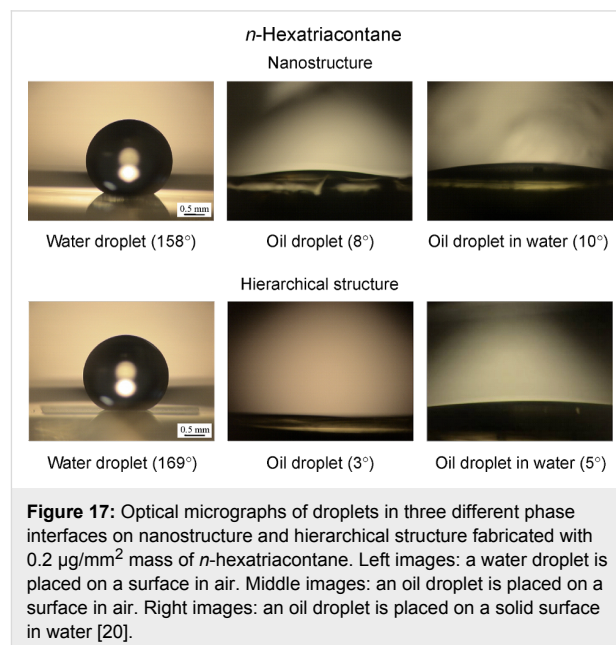 n-Hexatriacontane
Nanostructure
0.5 mm
Water droplet (158°)
Oil droplet (8°)
Oil droplet in water (10°)
Hierarchical structure
0.5 mm
Water droplet (169°)
Oil droplet (3°)
Oil droplet in water (5°)
Figure 17: Optical micrographs of droplets in three different phase
interfaces on nanostructure and hierarchical structure fabricated with
0.2 µg/mm² mass of n-hexatriacontane. Left images: a water droplet is
placed on a surface in air. Middle images: an oil droplet is placed on a
surface in air. Right images: an oil droplet is placed on a solid surface
in water [20].